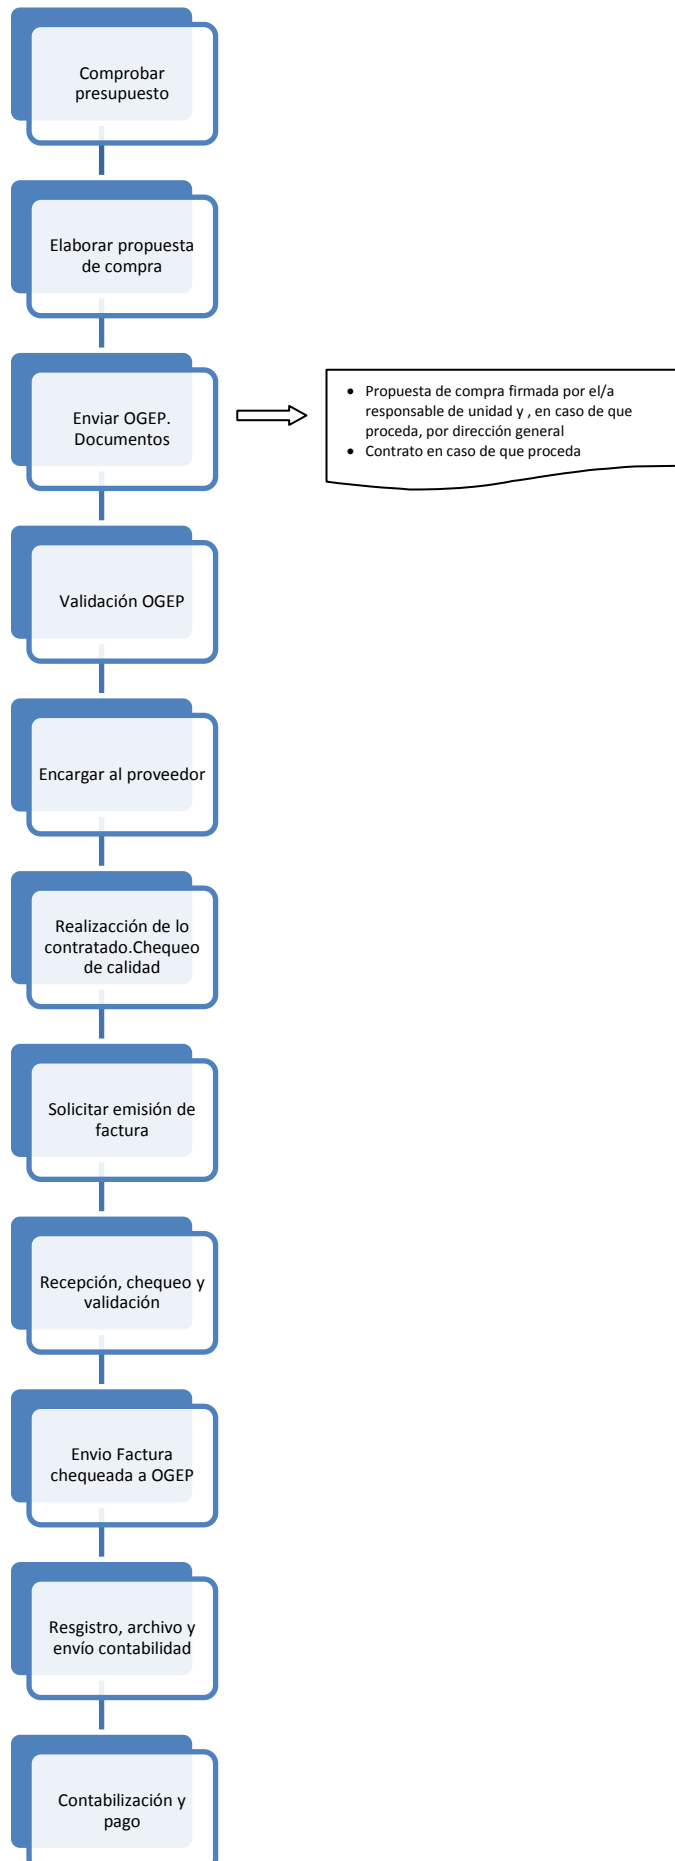 Comprobar
presupuesto
Elaborar propuesta
de compra
Enviar OGEP.
Documentos
• Propuesta de compra firmada por el/a
responsable de unidad y , en caso de que
proceda, por dirección general
• Contrato en caso de que proceda
Validación OGEP
Encargar al proveedor
Realizacción de lo
contratado.Chequeo
de calidad
Solicitar emisión de
factura
Recepción, chequeo y
validación
Envio Factura
chequeada a OGEP
Resgistro, archivo y
envío contabilidad
Contabilización y
pago